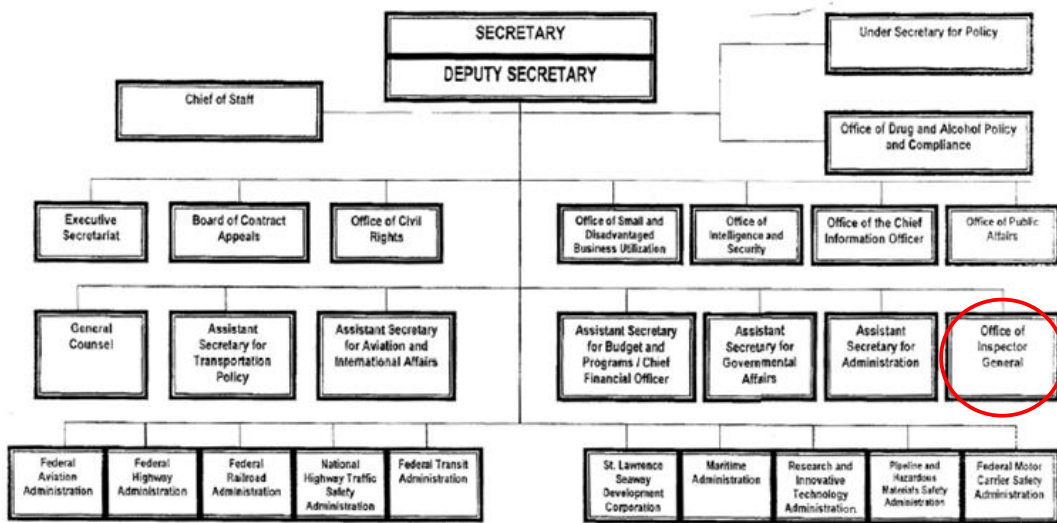 SECRETARY
DEPUTY SECRETARY
Under Secretary for Policy
Chief of Staff
Office of Drug and Alcohol Policy
and Compliance
Executive
Secretariat
Board of Contract
Appeals
Office of Civil
Rights
Office of Small and
Disadvantaged
Business Utilization
Office of
Intelligence and
Security
Office of the Chief
Information Officer
Office of Public
Affairs
General
Counsel
Assistant
Secretary for
Transportation
Policy
Assistant Secretary
for Aviation and
International Affairs
Assistant Secretary
for Budget and
Programs / Chief
Financial Officer
Assistant
Secretary for
Governmental
Affairs
Assistant
Secretary for
Administration
Office of
Inspector
General
Federal
Aviation
Administration
Federal
Highway
Administration
Federal
Railroad
Administration
National
Highway Traffic
Safety
Administration
Federal Transit
Administration
St. Lawrence
Seaway
Development
Corporation
Maritime
Administration
Research and
Innovative
Technology
Administration
Pipeline and
Hazardous
Materials Safety
Administration
Federal Motor
Carrier Safety
Administration